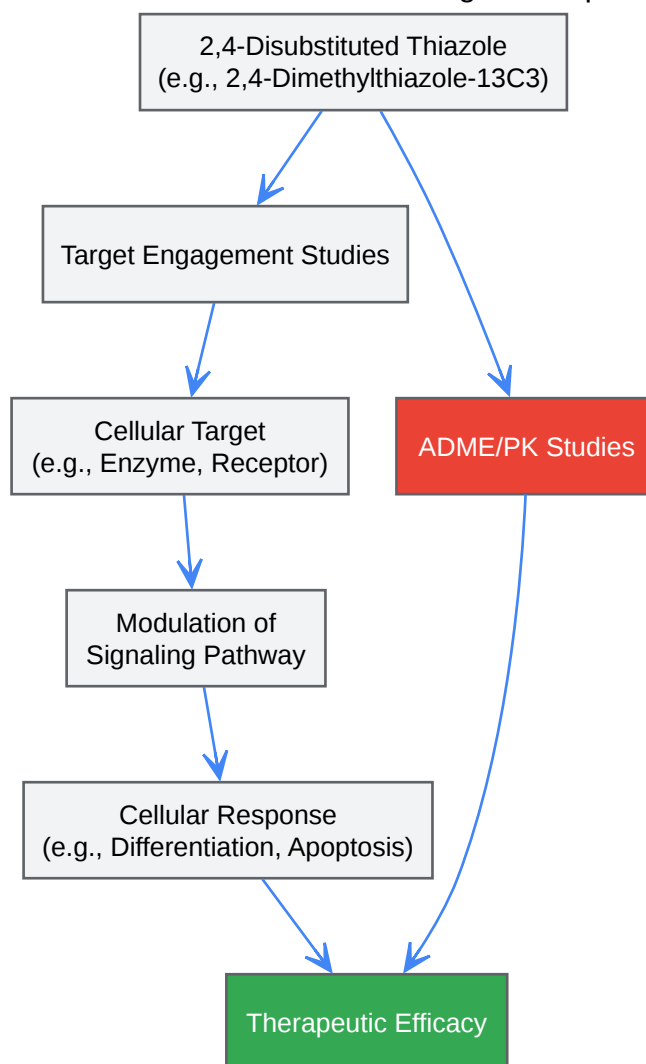 2,4-Disubstituted Thiazole
(e.g., 2,4-Dimethylthiazole-13C3)
Target Engagement Studies
Cellular Target
(e.g., Enzyme, Receptor)
ADME/PK Studies
Modulation of
Signaling Pathway
Cellular Response
(e.g., Differentiation, Apoptosis)
Therapeutic Efficacy